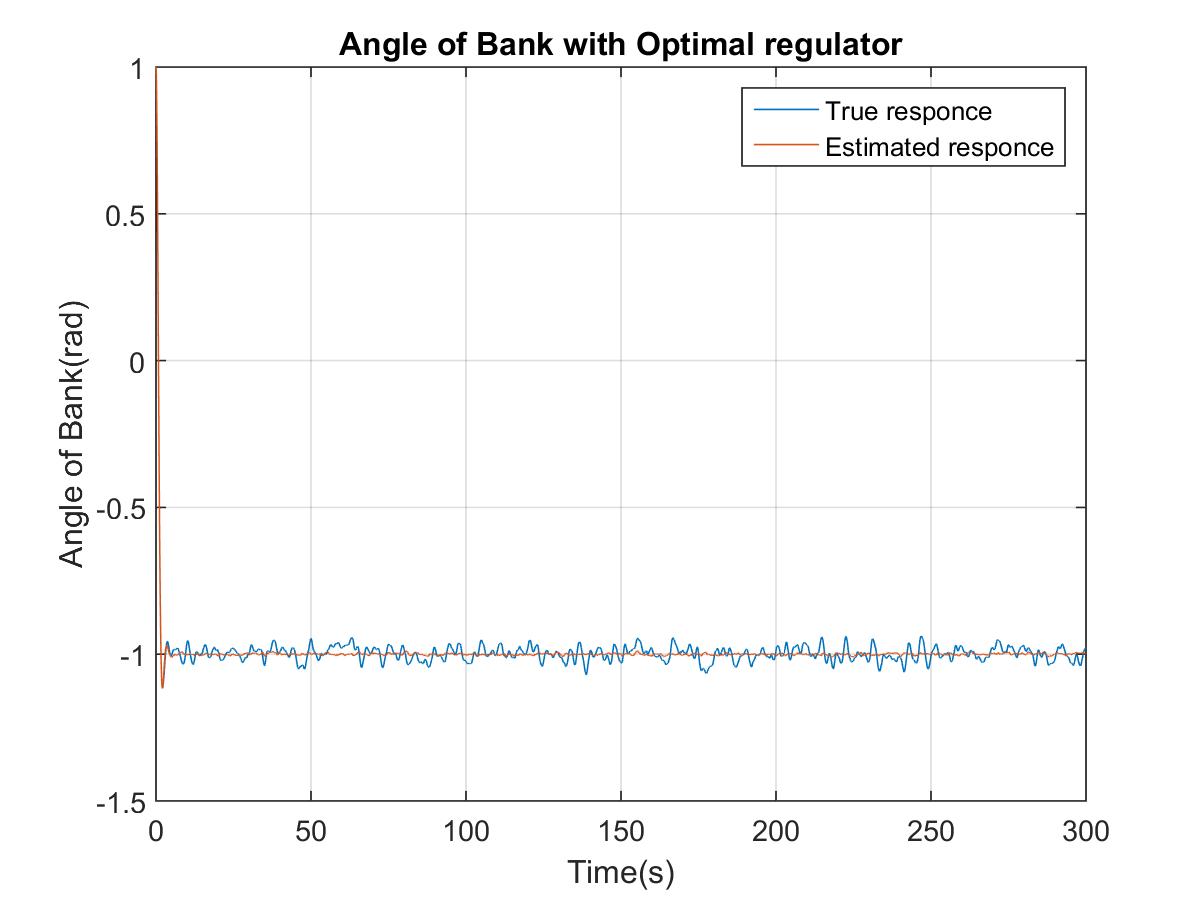 Angle of Bank with Optimal regulator
True responce
Estimated responce
Angle of Bank(rad)
1
0.5
0
-0.5
-1
-1.5
0 50 100 150 200 250 300
Time(s)